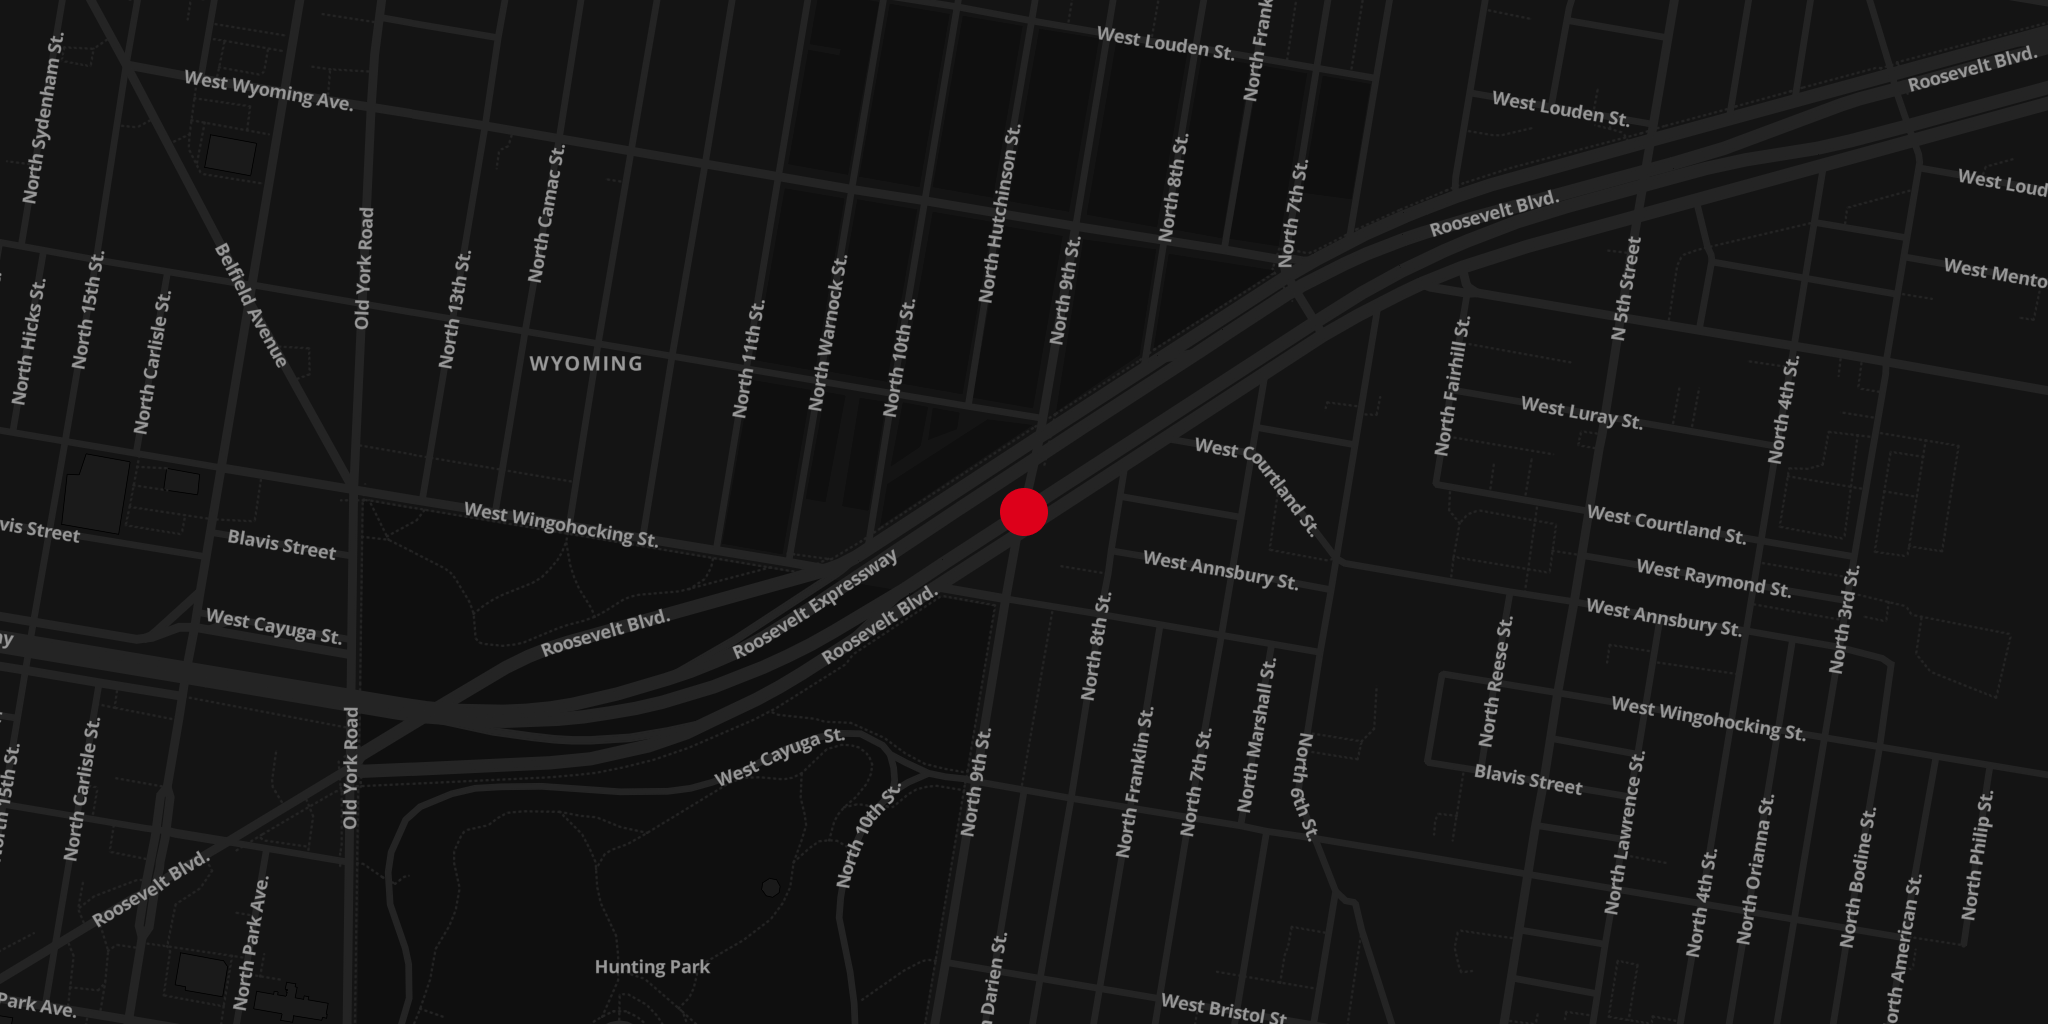 West Louden St.
North Frank
Roosevelt Blvd.
North Sydenham St.
West Wyoming Ave.
West Louden St.
North Hutchinson St.
North 8th St.
North 7th St.
North Camac St.
West Loud
Roosevelt Blvd.
Old York Road
North 15th St.
Belfield Avenue
North 13th St.
North 9th St.
N 5th Street
West Mento
North Hicks St.
North Carlisle St.
WYOMING
North 11th St.
North Warnock St.
North 10th St.
North Fairhill St.
West Luray St.
North 4th St.
West Courtland St.
vis Street
Blavis Street
West Wingohocking St.
West Courtland St.
West Annsbury St.
West Raymond St.
Roosevelt Expressway
West Annsbury St.
North 3rd St.
West Cayuga St.
Roosevelt Blvd.
Roosevelt Blvd.
North 8th St.
ay
North Reese St.
North Marshall St.
West Wingohocking St.
Old York Road
West Cayuga St.
North 9th St.
North Franklin St.
North 7th St.
North 9th St.
Blavis Street
North 15th St.
North Carlisle St.
North 10th St.
North Lawrence St.
North 4th St.
North Orianna St.
North Bodine St.
North Philip St.
Roosevelt Blvd.
North Park Ave.
Hunting Park
n Darien St.
orth American St.
Park Ave.
West Bristol St